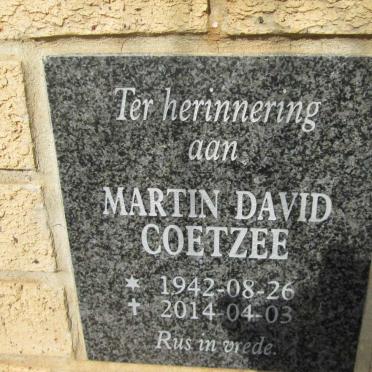 Ter herinnering
aan
MARTIN DAVID
COETZEE
* 1942-08-26
✝ 2014-04-03
Rus in vrede.